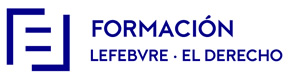 FORMACIÓN
LEFEBVRE · EL DERECHO